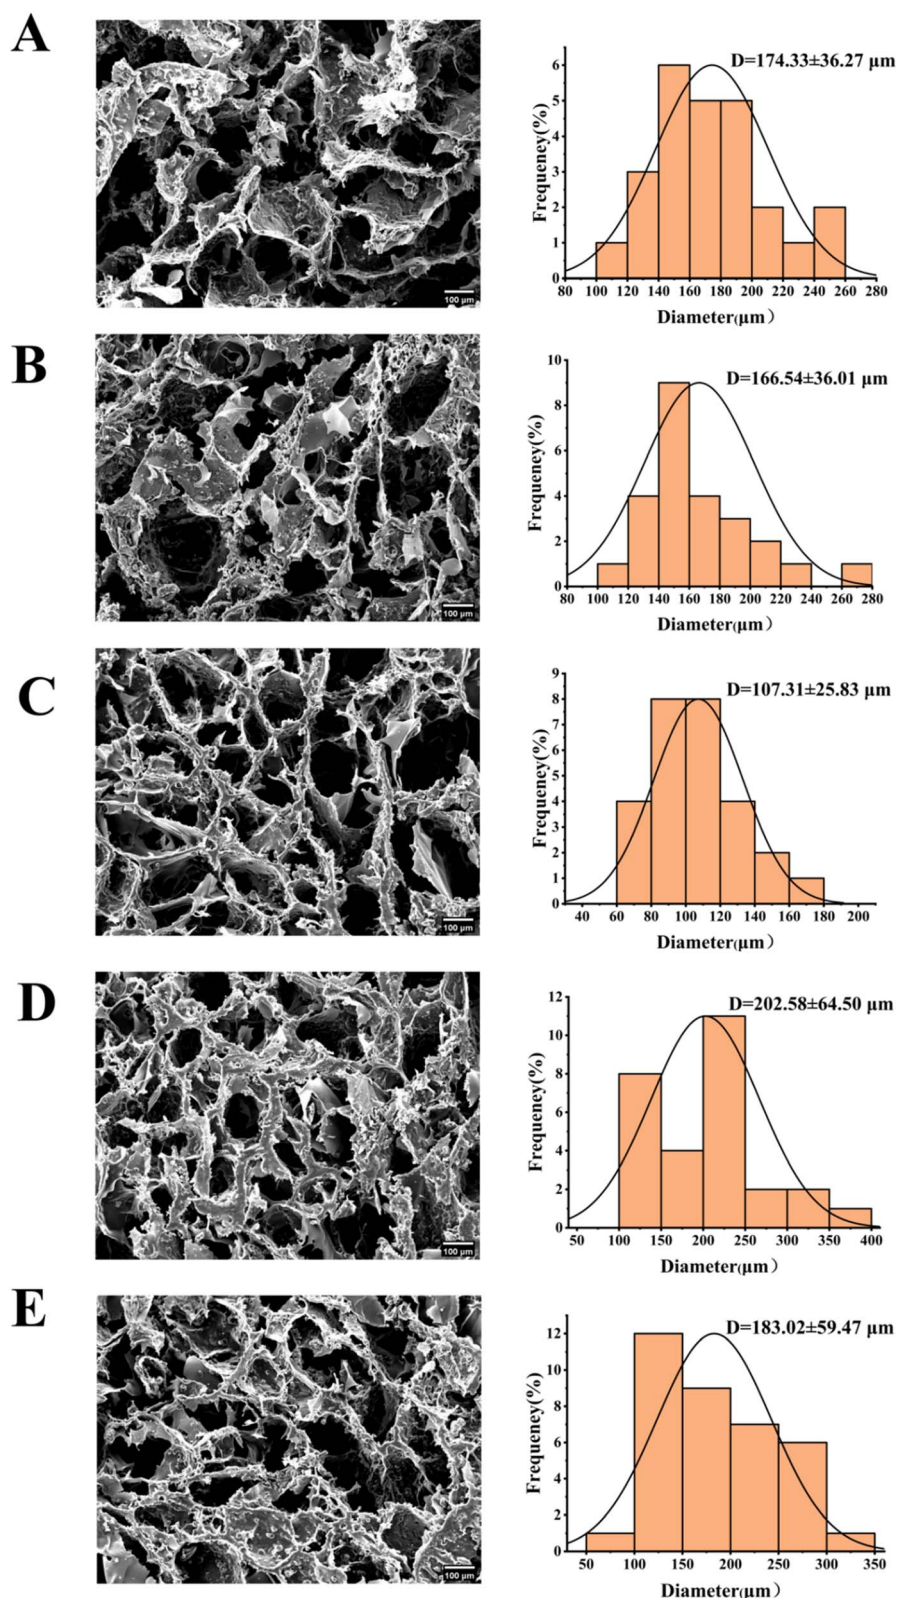 A
100 µm
D=174.33±36.27 µm
Frequency(%)
6
5
4
3
2
1
0
80 100 120 140 160 180 200 220 240 260 280
Diameter(µm）
B
100 µm
D=166.54±36.01 µm
Frequency(%)
10
8
6
4
2
0
80 100 120 140 160 180 200 220 240 260 280
Diameter(µm）
C
100 µm
D=107.31±25.83 µm
Frequency(%)
9
8
7
6
5
4
3
2
1
0
40 60 80 100 120 140 160 180 200
Diameter(µm）
D
100 µm
D=202.58±64.50 µm
Frequency(%)
12
10
8
6
4
2
0
50 100 150 200 250 300 350 400
Diameter(µm）
E
100 µm
D=183.02±59.47 µm
Frequency(%)
12
10
8
6
4
2
0
50 100 150 200 250 300 350
Diameter(µm）